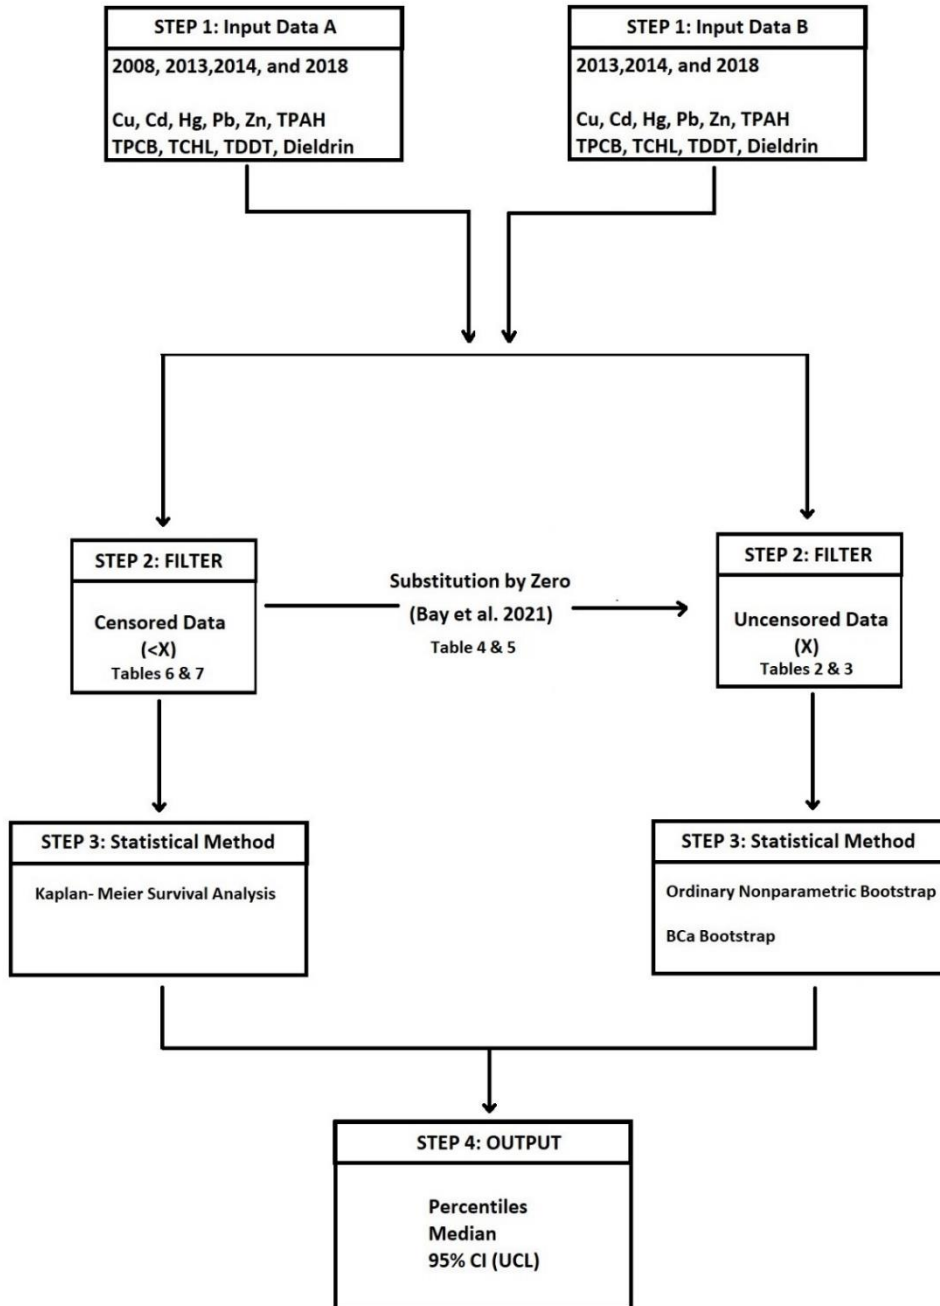 STEP 1: Input Data A
2008, 2013,2014, and 2018
Cu, Cd, Hg, Pb, Zn, TPAH
TPCB, TCHL, TDDT, Dieldrin
STEP 1: Input Data B
2013,2014, and 2018
Cu, Cd, Hg, Pb, Zn, TPAH
TPCB, TCHL, TDDT, Dieldrin
STEP 2: FILTER
Censored Data
(<X)
Tables 6 & 7
Substitution by Zero
(Bay et al. 2021)
Table 4 & 5
STEP 2: FILTER
Uncensored Data
(X)
Tables 2 & 3
STEP 3: Statistical Method
Kaplan- Meier Survival Analysis
STEP 3: Statistical Method
Ordinary Nonparametric Bootstrap
BCa Bootstrap
STEP 4: OUTPUT
Percentiles
Median
95% CI (UCL)